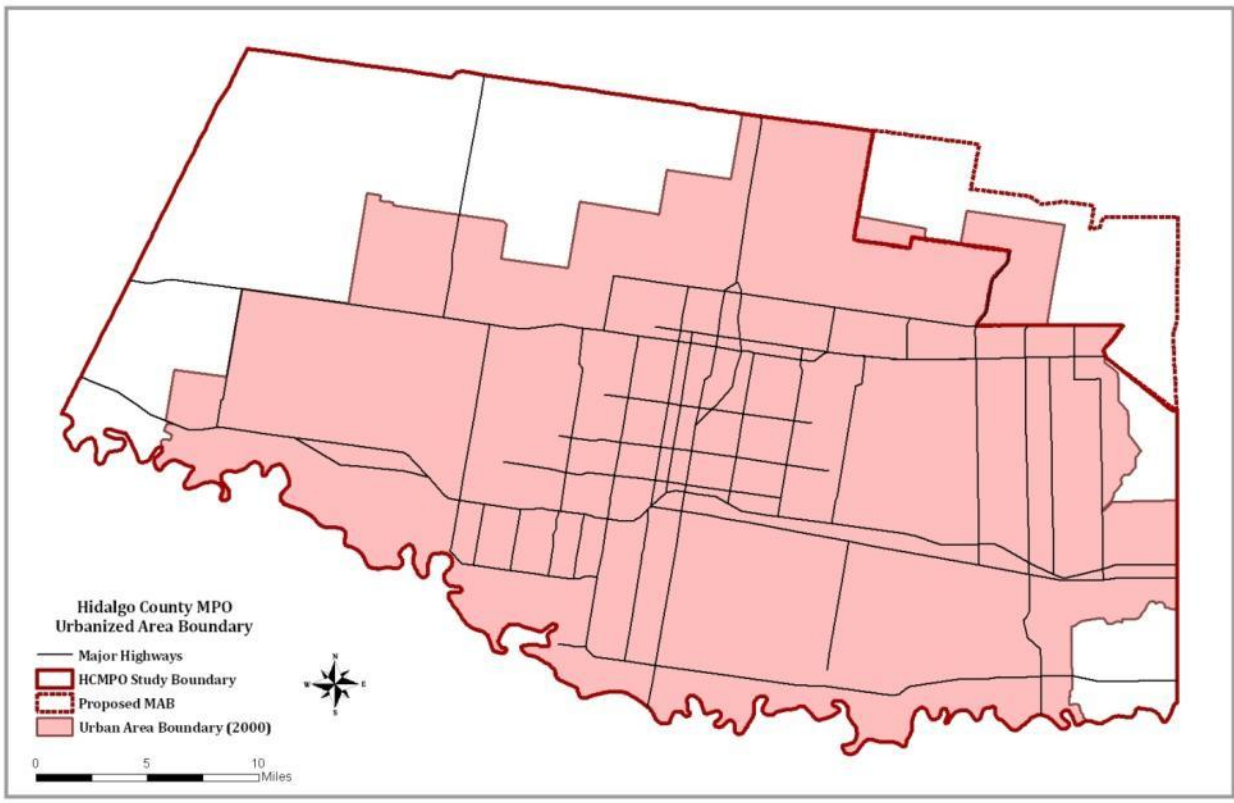 Hidalgo County MPO
Urbanized Area Boundary
Major Highways
HCMPO Study Boundary
Proposed MAB
Urban Area Boundary (2000)
N
W E
S
0 5 10
Miles